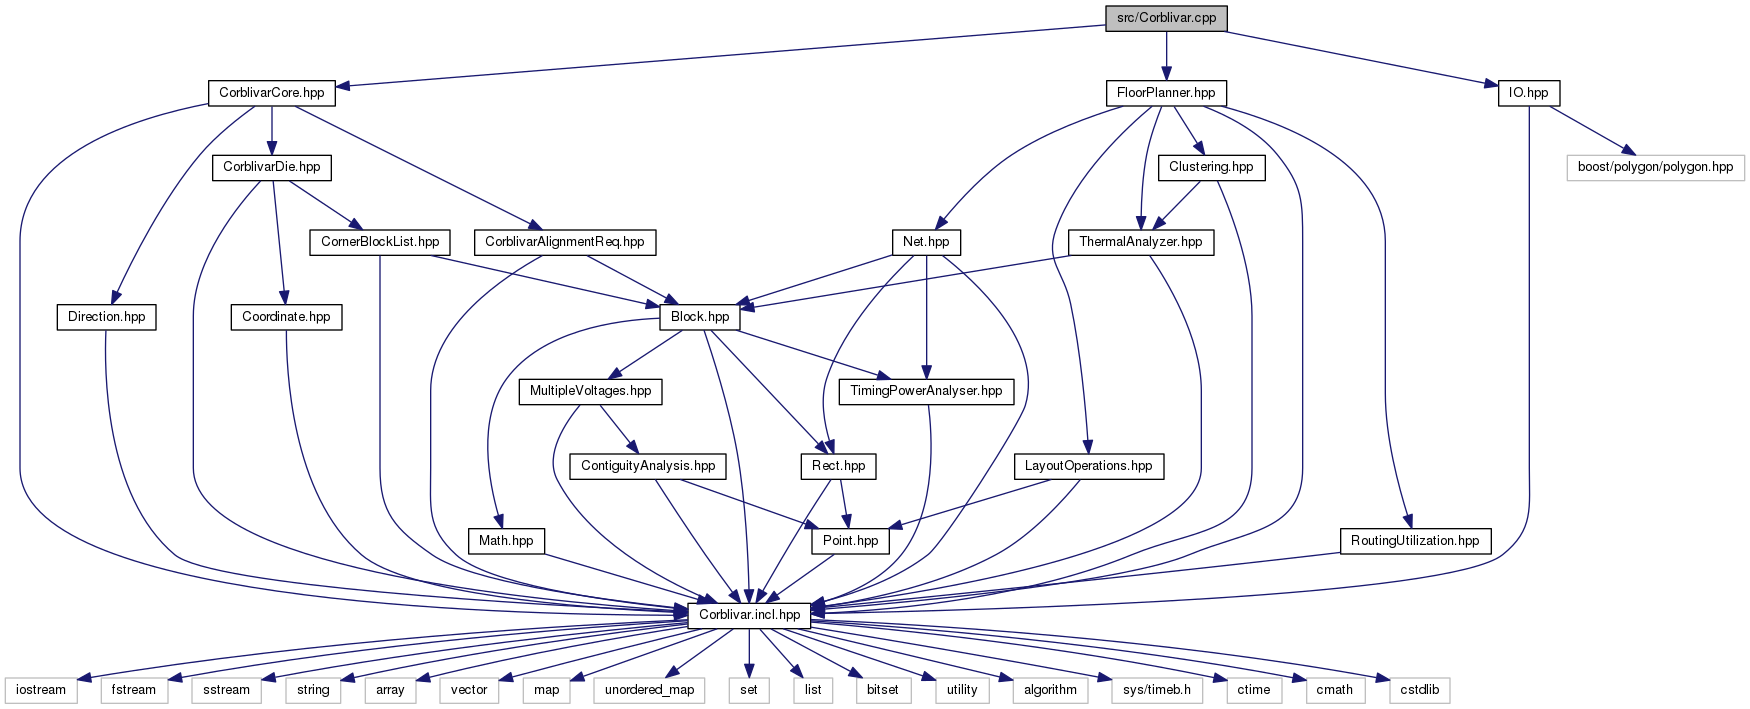 src/Corblivar.cpp
CorblivarCore.hpp
FloorPlanner.hpp
IO.hpp
CorblivarDie.hpp
Clustering.hpp
boost/polygon/polygon.hpp
CornerBlockList.hpp
CorblivarAlignmentReq.hpp
Net.hpp
ThermalAnalyzer.hpp
Direction.hpp
Coordinate.hpp
Block.hpp
MultipleVoltages.hpp
TimingPowerAnalyser.hpp
ContiguityAnalysis.hpp
Rect.hpp
LayoutOperations.hpp
Math.hpp
Point.hpp
RoutingUtilization.hpp
Corblivar.incl.hpp
iostream
fstream
sstream
string
array
vector
map
unordered_map
set
list
bitset
utility
algorithm
sys/timeb.h
ctime
cmath
cstdlib